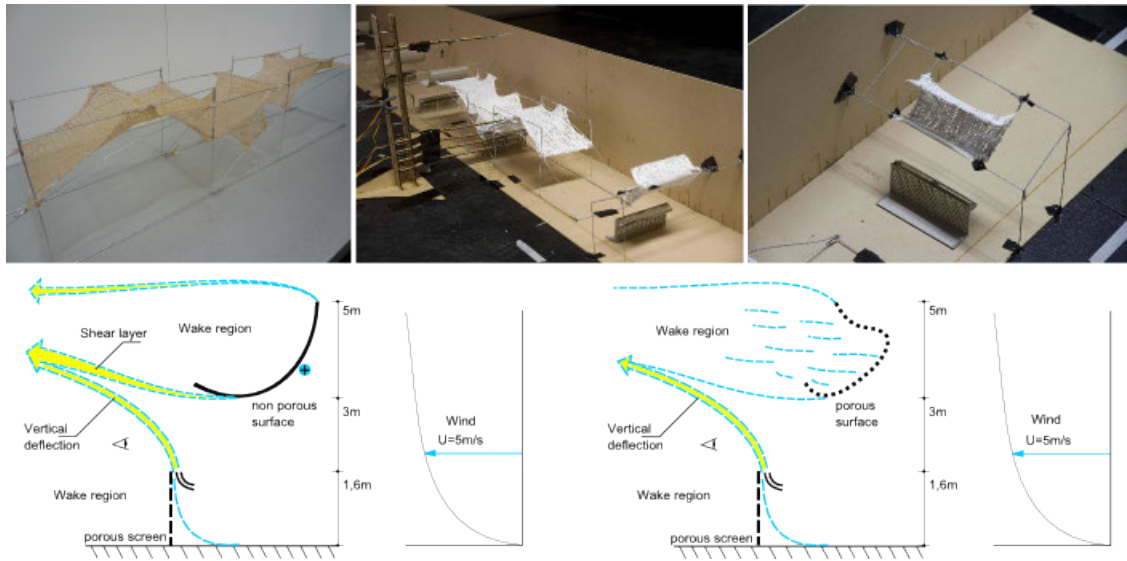 Wake region
Shear layer
5m
non porous
surface
3m
Vertical
deflection
Wind
U=5m/s
Wake region
1,6m
porous screen
Wake region
5m
porous
surface
3m
Vertical
deflection
Wind
U=5m/s
Wake region
1,6m
porous screen